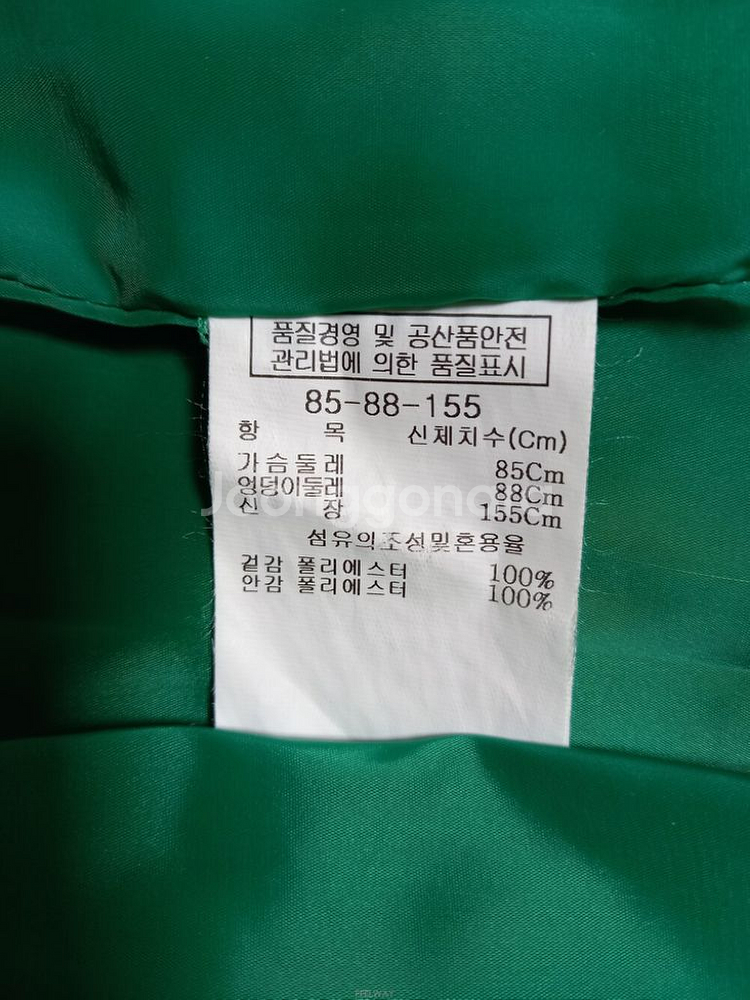 품질경영 및 공산품안전
관리법에 의한 품질표시
85-88-155
항 목 신체치수(Cm)
가슴둘레 85Cm
엉덩이둘레 88Cm
신 장 155Cm
Joonggonara
섬유의조성및혼용율
겉감 폴리에스터 100%
안감 폴리에스터 100%
FEELWAY